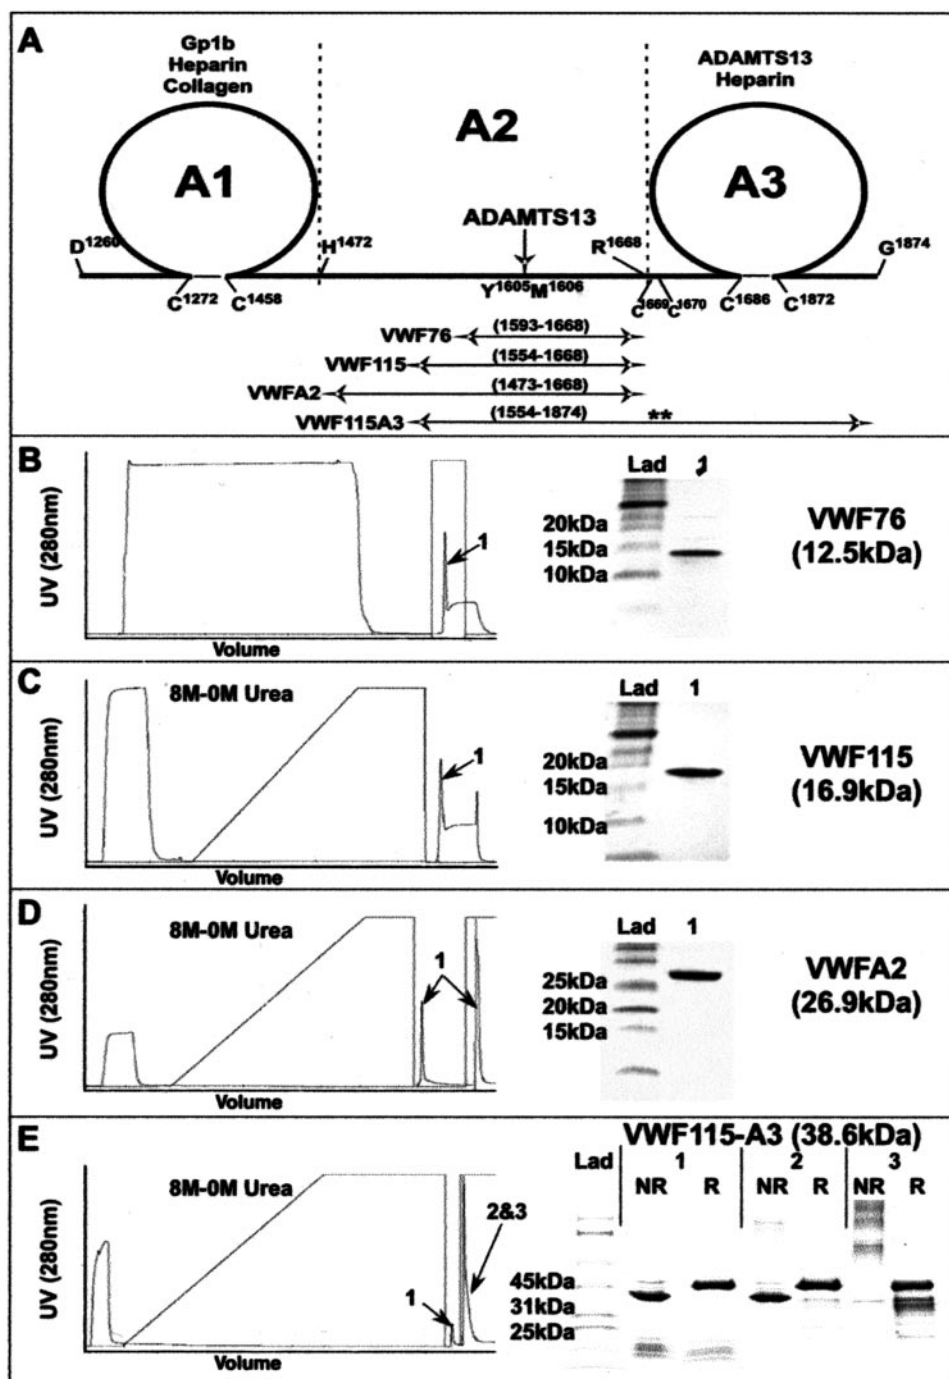 A
Gp1b
Heparin
Collagen
ADAMTS13
Heparin
A2
A1
A3
ADAMTS13
D1260
H1472
R1668
G1874
Y1605M1606
C1272
C1458
C1669
C1670
C1686
C1872
VWF76 (1593-1668)
VWF115 (1554-1668)
VWFA2 (1473-1668)
VWF115A3 (1554-1874) **
B
UV (280nm)
1
Volume
Lad 1
20kDa
15kDa
10kDa
VWF76
(12.5kDa)
C
8M-0M Urea
UV (280nm)
1
Volume
Lad 1
20kDa
15kDa
10kDa
VWF115
(16.9kDa)
D
8M-0M Urea
UV (280nm)
1
Volume
Lad 1
25kDa
20kDa
15kDa
VWFA2
(26.9kDa)
E
8M-0M Urea
UV (280nm)
1
2&3
Volume
VWF115-A3 (38.6kDa)
Lad 1 2 3
NR R NR R NR R
45kDa
31kDa
25kDa